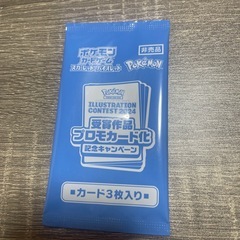 ポケモン
カードゲーム
スカーレット&バイオレット
非売品
Pokémon
Pokémon
ILLUSTRATION
CONTEST 2024
受賞作品
プロモカード化
記念キャンペーン
■カード3枚入り■